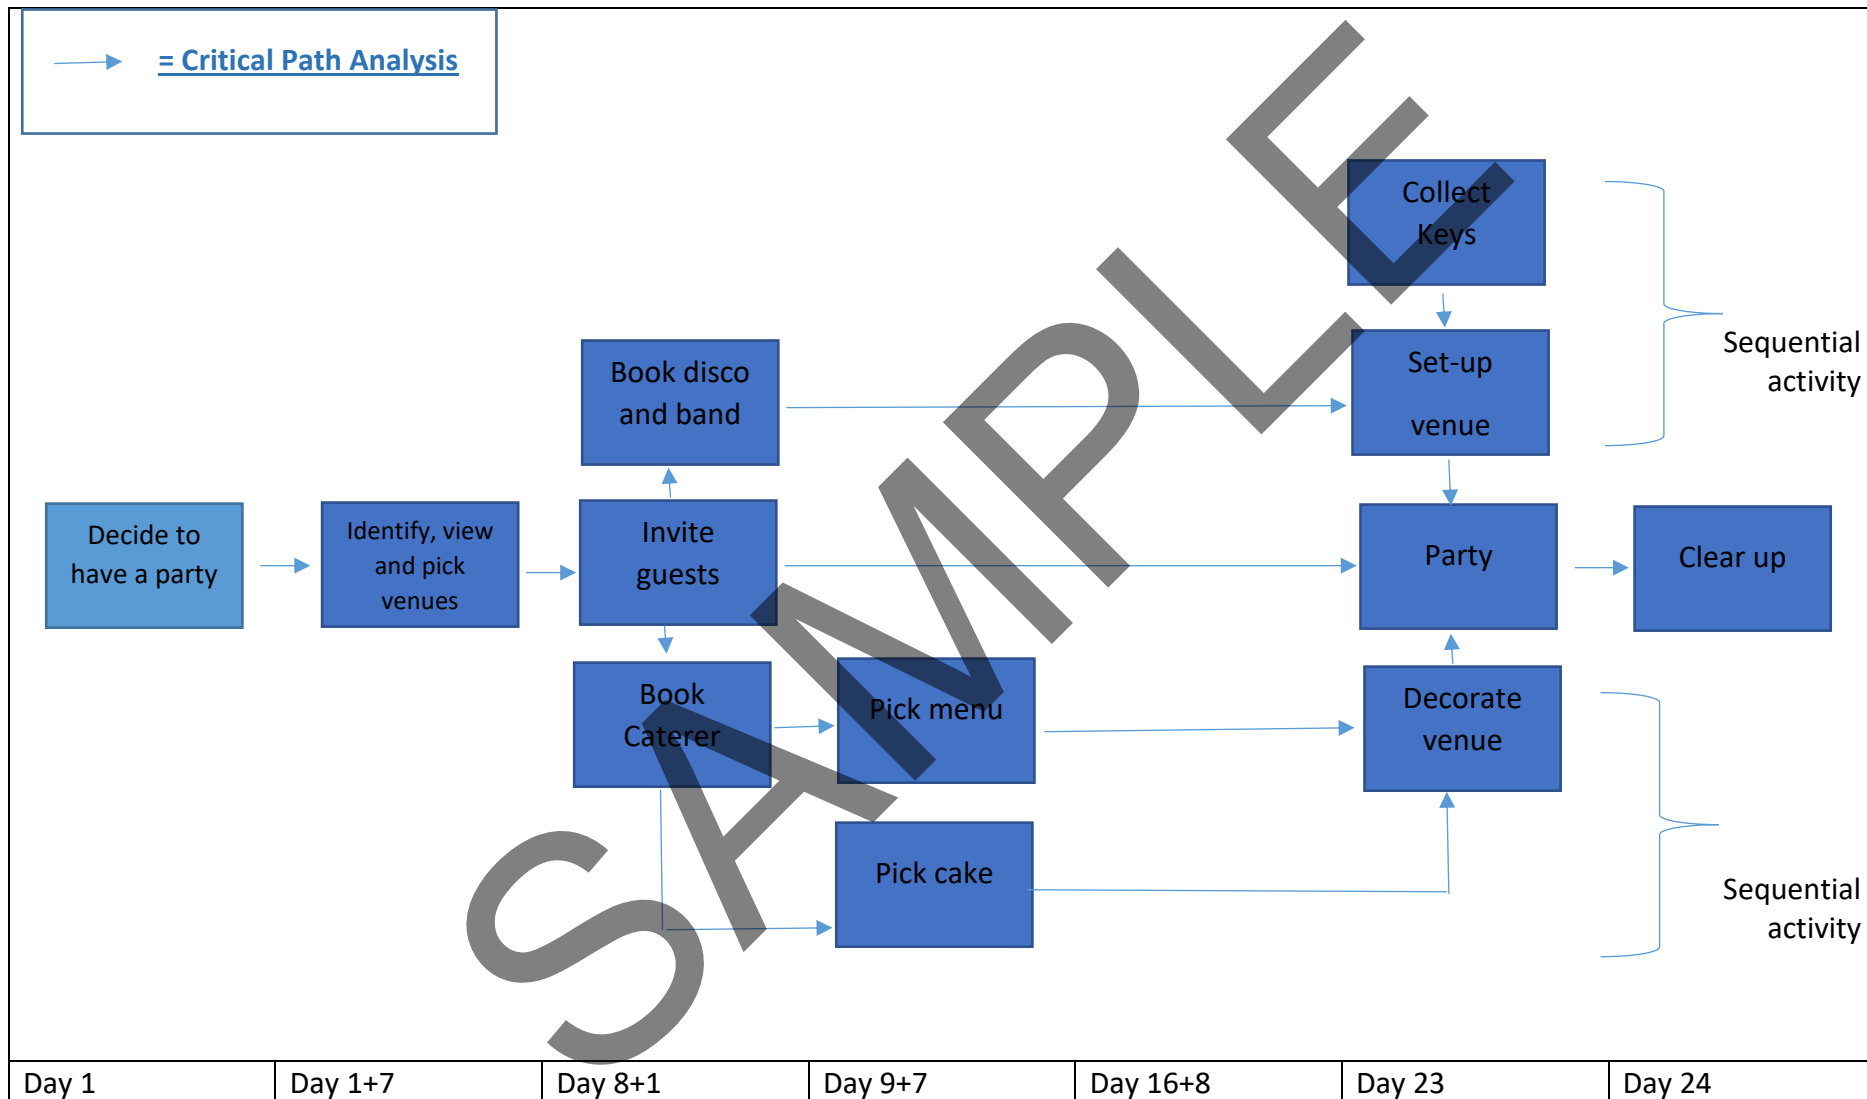 = Critical Path Analysis
Collect
Keys
Sequential
activity
Book disco
and band
Set-up
venue
Decide to
have a party
Identify, view
and pick
venues
Invite
guests
Party
Clear up
Book
Caterer
Pick menu
Decorate
venue
Pick cake
Sequential
activity
SAMPLE
Day 1
Day 1+7
Day 8+1
Day 9+7
Day 16+8
Day 23
Day 24